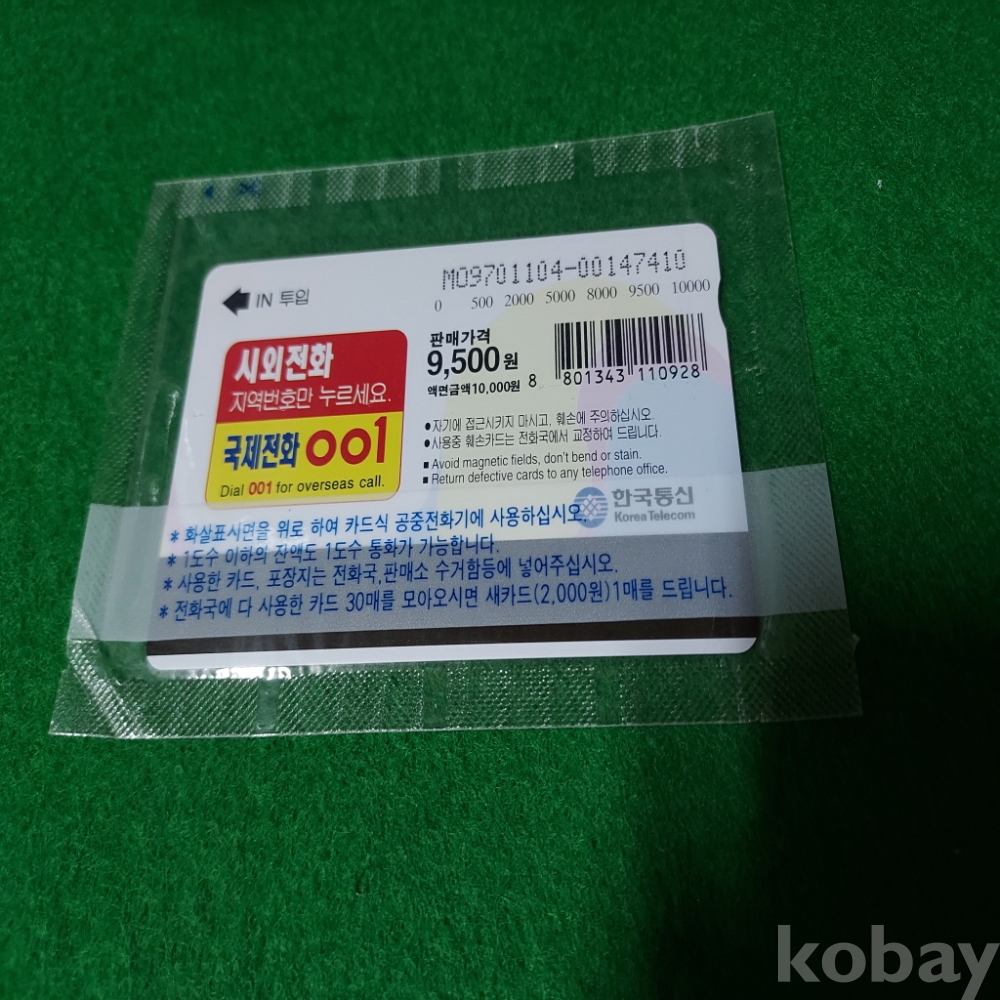 IN 투입
M09701104-00147410
0 500 2000 5000 8000 9500 10000
시외전화
지역번호만 누르세요.
국제전화 001
Dial 001 for overseas call.
판매가격
9,500원
액면금액10,000원
8 801343 110928
●자기에 접근시키지 마시고, 훼손에 주의하십시오.
●사용중 훼손카드는 전화국에서 교정하여 드립니다.
■ Avoid magnetic fields, don't bend or stain.
■ Return defective cards to any telephone office.
한국통신
Korea Telecom
* 화살표시면을 위로 하여 카드식 공중전화기에 사용하십시오.
* 1도수 이하의 잔액도 1도수 통화가 가능합니다.
* 사용한 카드, 포장지는 전화국,판매소 수거함등에 넣어주십시오.
* 전화국에 다 사용한 카드 30매를 모아오시면 새카드(2,000원)1매를 드립니다.
kobay